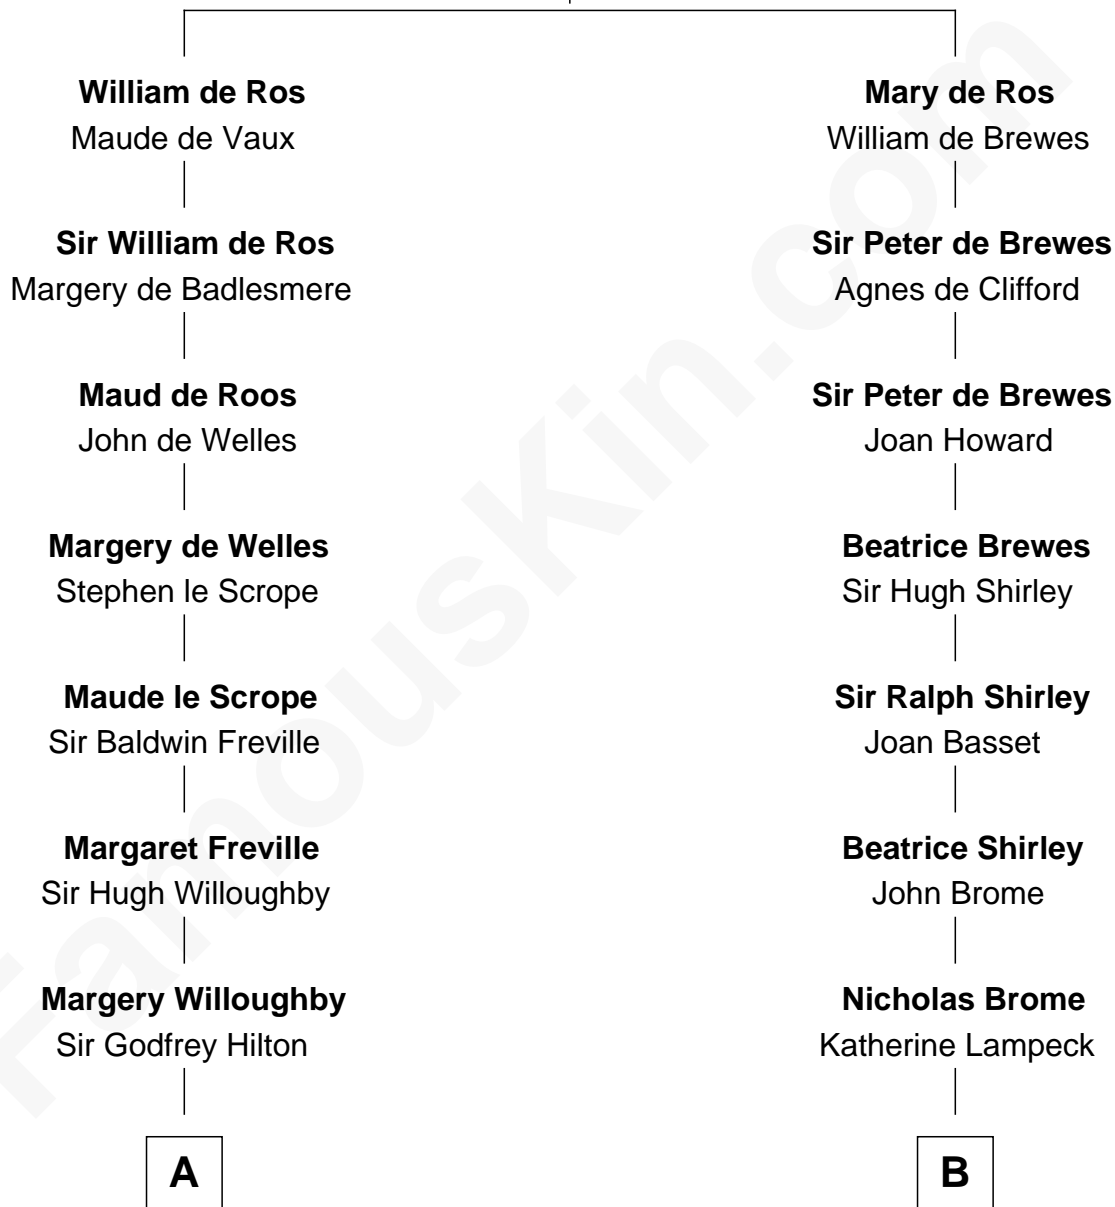 William de Ros
Maude de Vaux
Sir William de Ros
Margery de Badlesmere
Maud de Roos
John de Welles
Margery de Welles
Stephen le Scrope
Maude le Scrope
Sir Baldwin Freville
Margaret Freville
Sir Hugh Willoughby
Margery Willoughby
Sir Godfrey Hilton
A
Mary de Ros
William de Brewes
Sir Peter de Brewes
Agnes de Clifford
Sir Peter de Brewes
Joan Howard
Beatrice Brewes
Sir Hugh Shirley
Sir Ralph Shirley
Joan Basset
Beatrice Shirley
John Brome
Nicholas Brome
Katherine Lampeck
B
FamousKin.com